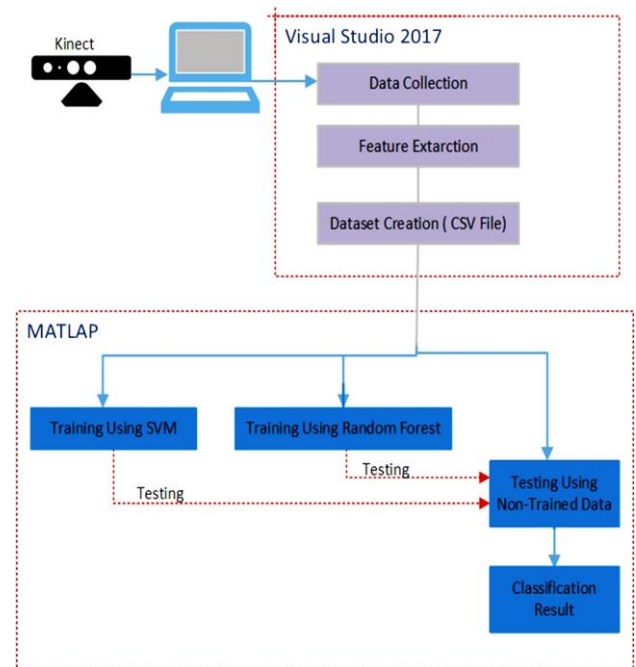 Kinect
Visual Studio 2017
Data Collection
Feature Extarction
Dataset Creation ( CSV File)
MATLAP
Training Using SVM
Training Using Random Forest
Testing
Testing
Testing Using
Non-Trained Data
Classification
Result